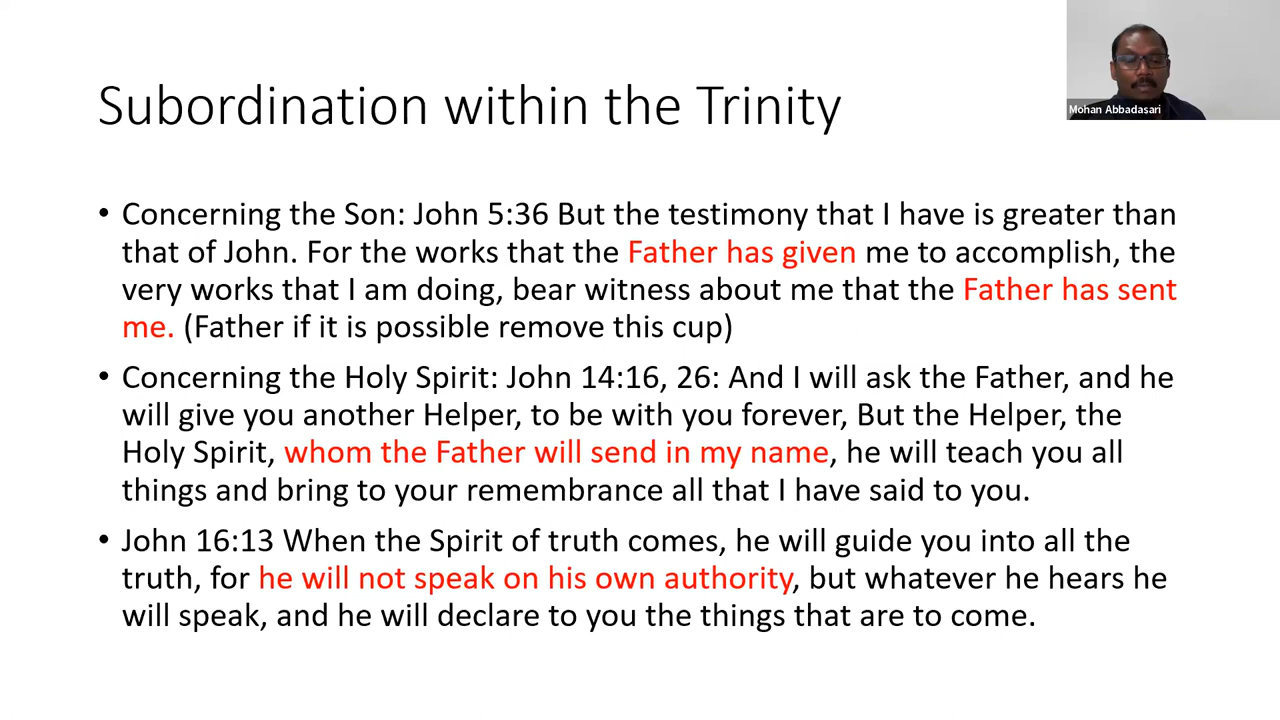 Subordination within the Trinity
Mohan Abbadasari
• Concerning the Son: John 5:36 But the testimony that I have is greater than
that of John. For the works that the Father has given me to accomplish, the
very works that I am doing, bear witness about me that the Father has sent
me. (Father if it is possible remove this cup)
• Concerning the Holy Spirit: John 14:16, 26: And I will ask the Father, and he
will give you another Helper, to be with you forever, But the Helper, the
Holy Spirit, whom the Father will send in my name, he will teach you all
things and bring to your remembrance all that I have said to you.
• John 16:13 When the Spirit of truth comes, he will guide you into all the
truth, for he will not speak on his own authority, but whatever he hears he
will speak, and he will declare to you the things that are to come.